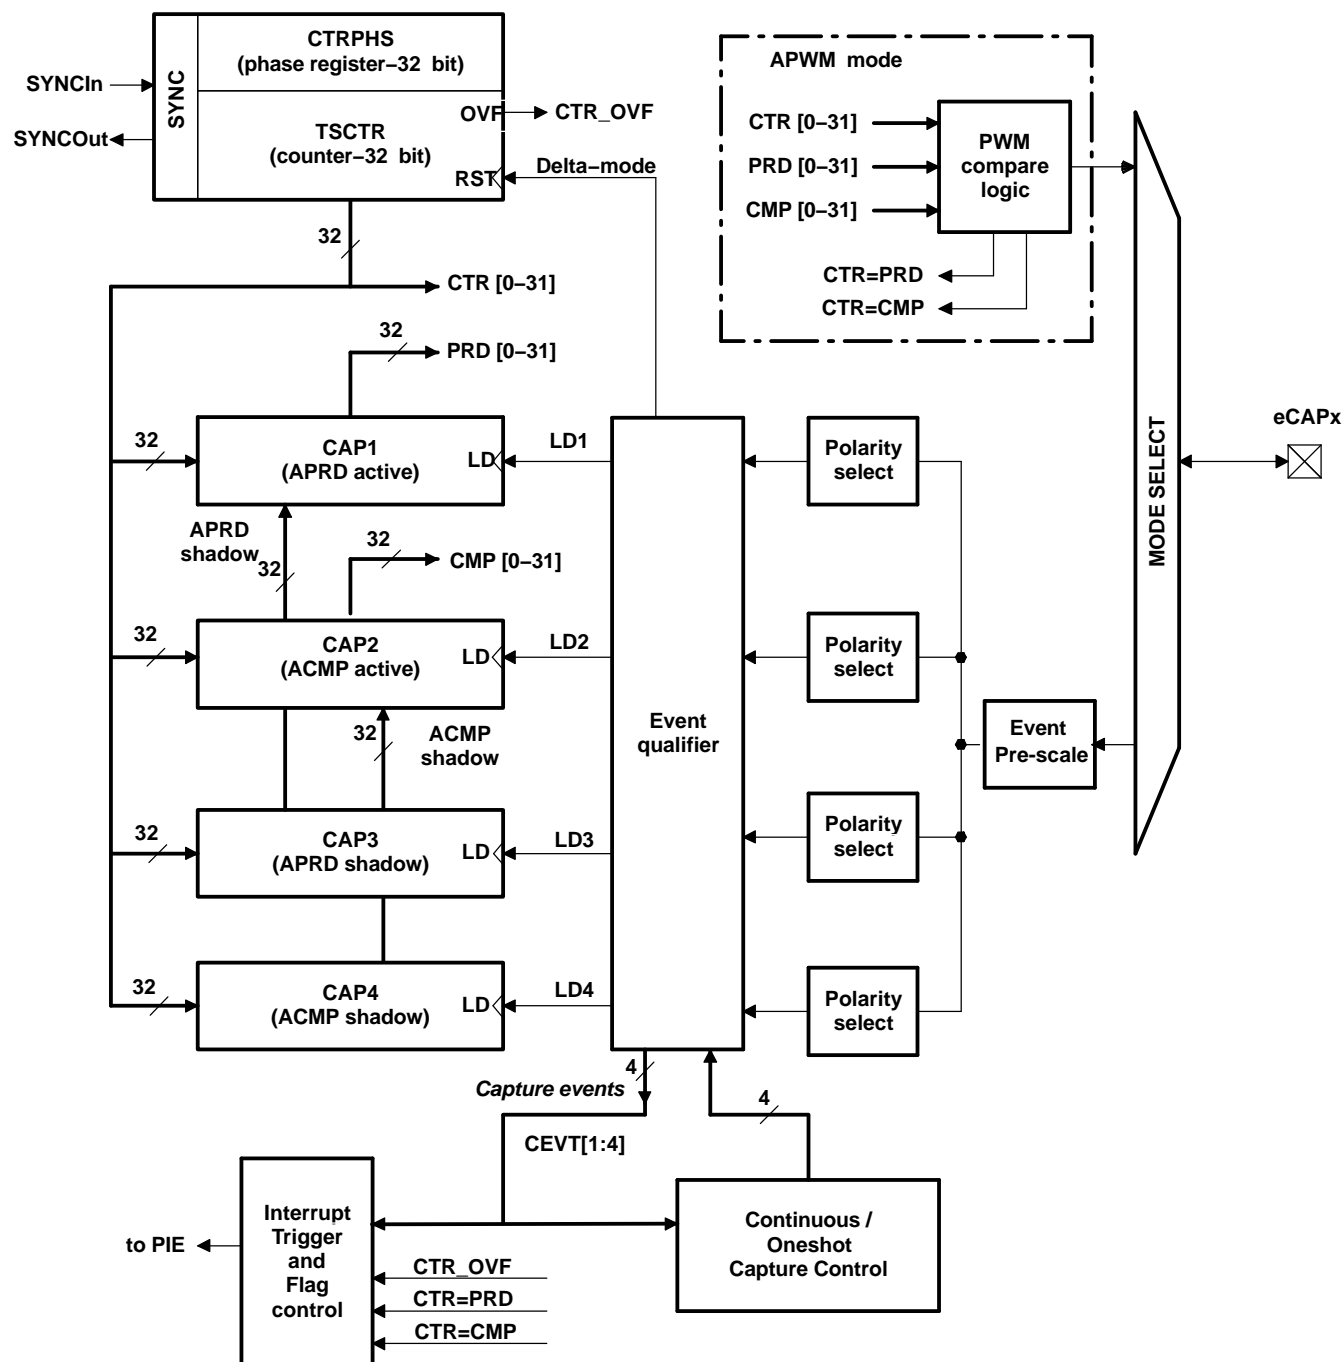 CTRPHS
(phase register−32 bit)
SYNC
SYNCIn
SYNCOut
OVF
CTR_OVF
TSCTR
(counter−32 bit)
RST
Delta−mode
32
CTR [0−31]
32
PRD [0−31]
APWM mode
CTR [0−31]
PRD [0−31]
CMP [0−31]
PWM
compare
logic
CTR=PRD
CTR=CMP
MODE SELECT
eCAPx
32
CAP1
(APRD active)
LD
LD1
Polarity
select
APRD
shadow
32
32
CMP [0−31]
32
CAP2
(ACMP active)
LD
LD2
Polarity
select
32
ACMP
shadow
Event
qualifier
Event
Pre-scale
32
CAP3
(APRD shadow)
LD
LD3
Polarity
select
32
CAP4
(ACMP shadow)
LD
LD4
Polarity
select
4
Capture events
4
CEVT[1:4]
to PIE
Interrupt
Trigger
and
Flag
control
CTR_OVF
CTR=PRD
CTR=CMP
Continuous /
Oneshot
Capture Control